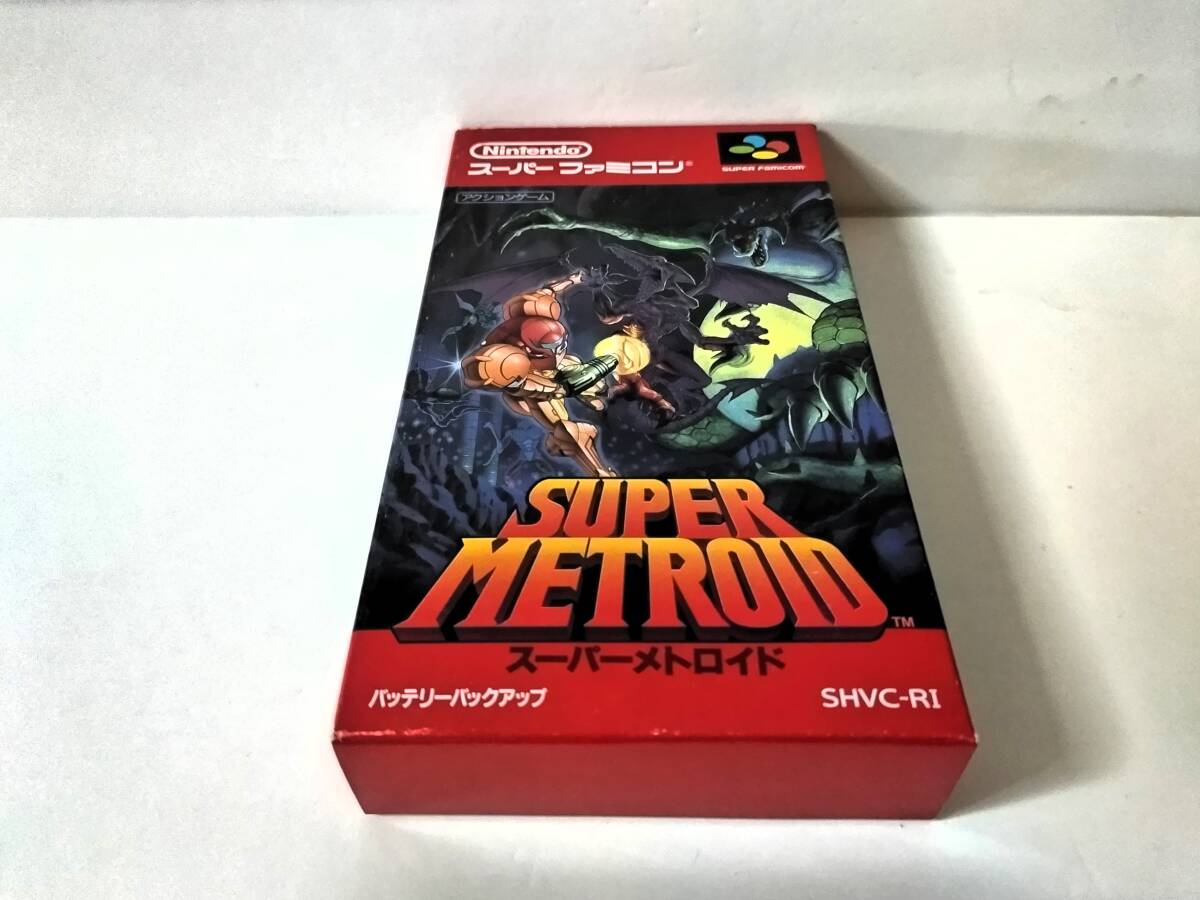 Nintendo
スーパーファミコン®
SUPER FAMICOM
アクションゲーム
SUPER
METROID™
スーパーメトロイド
バッテリーバックアップ
SHVC-RI